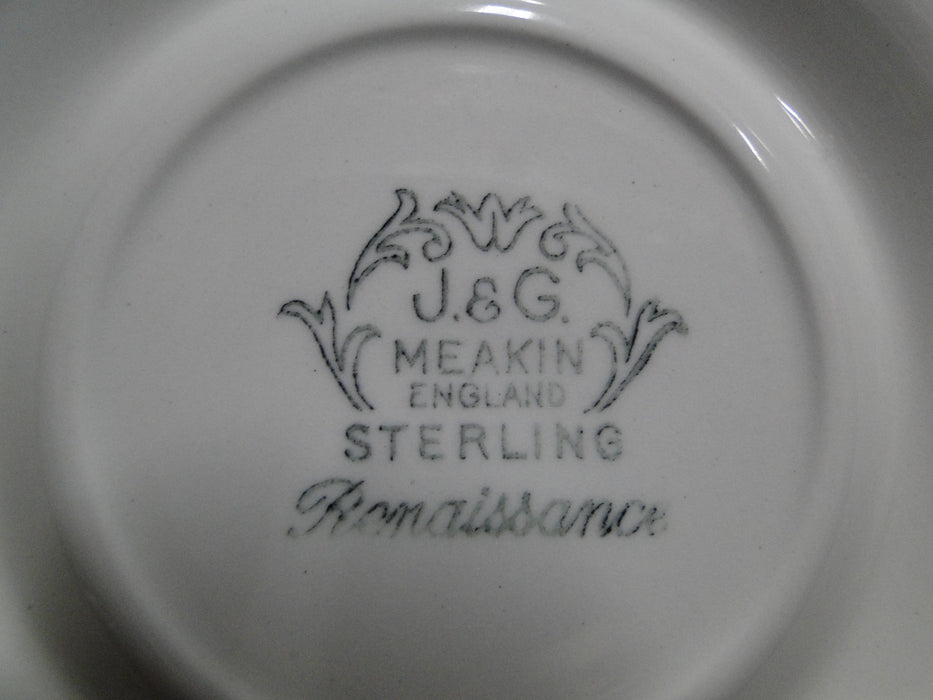 J. & G.
MEAKIN
ENGLAND
STERLING
Renaissance